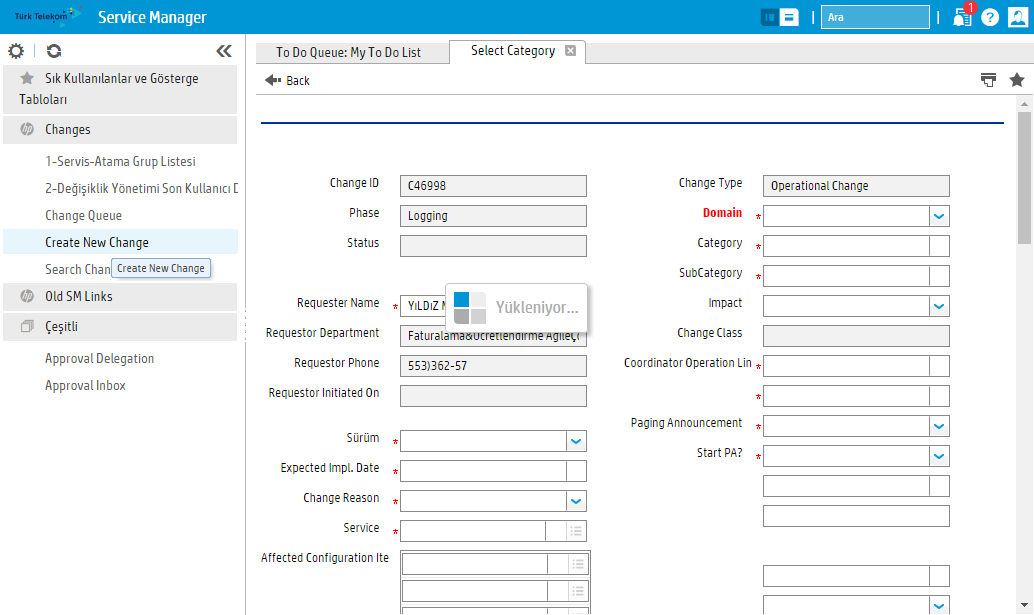 Türk Telekom
Service Manager
Ara
1
Sık Kullanılanlar ve Gösterge
Tabloları
Changes
1-Servis-Atama Grup Listesi
2-Değişiklik Yönetimi Son Kullanıcı D
Change Queue
Create New Change
Search Chan
Create New Change
Old SM Links
Çeşitli
Approval Delegation
Approval Inbox
To Do Queue: My To Do List
Select Category
Back
Change ID
C46998
Phase
Logging
Status
Requester Name
YıLDıZ
Yükleniyor...
Requestor Department
Faturalama&Ücretlendirme Agileçı
Requestor Phone
553)362-57
Requestor Initiated On
Sürüm
Expected Impl. Date
Change Reason
Service
Affected Configuration Ite
Change Type
Operational Change
Domain
Category
SubCategory
Impact
Change Class
Coordinator Operation Lin
Paging Announcement
Start PA?